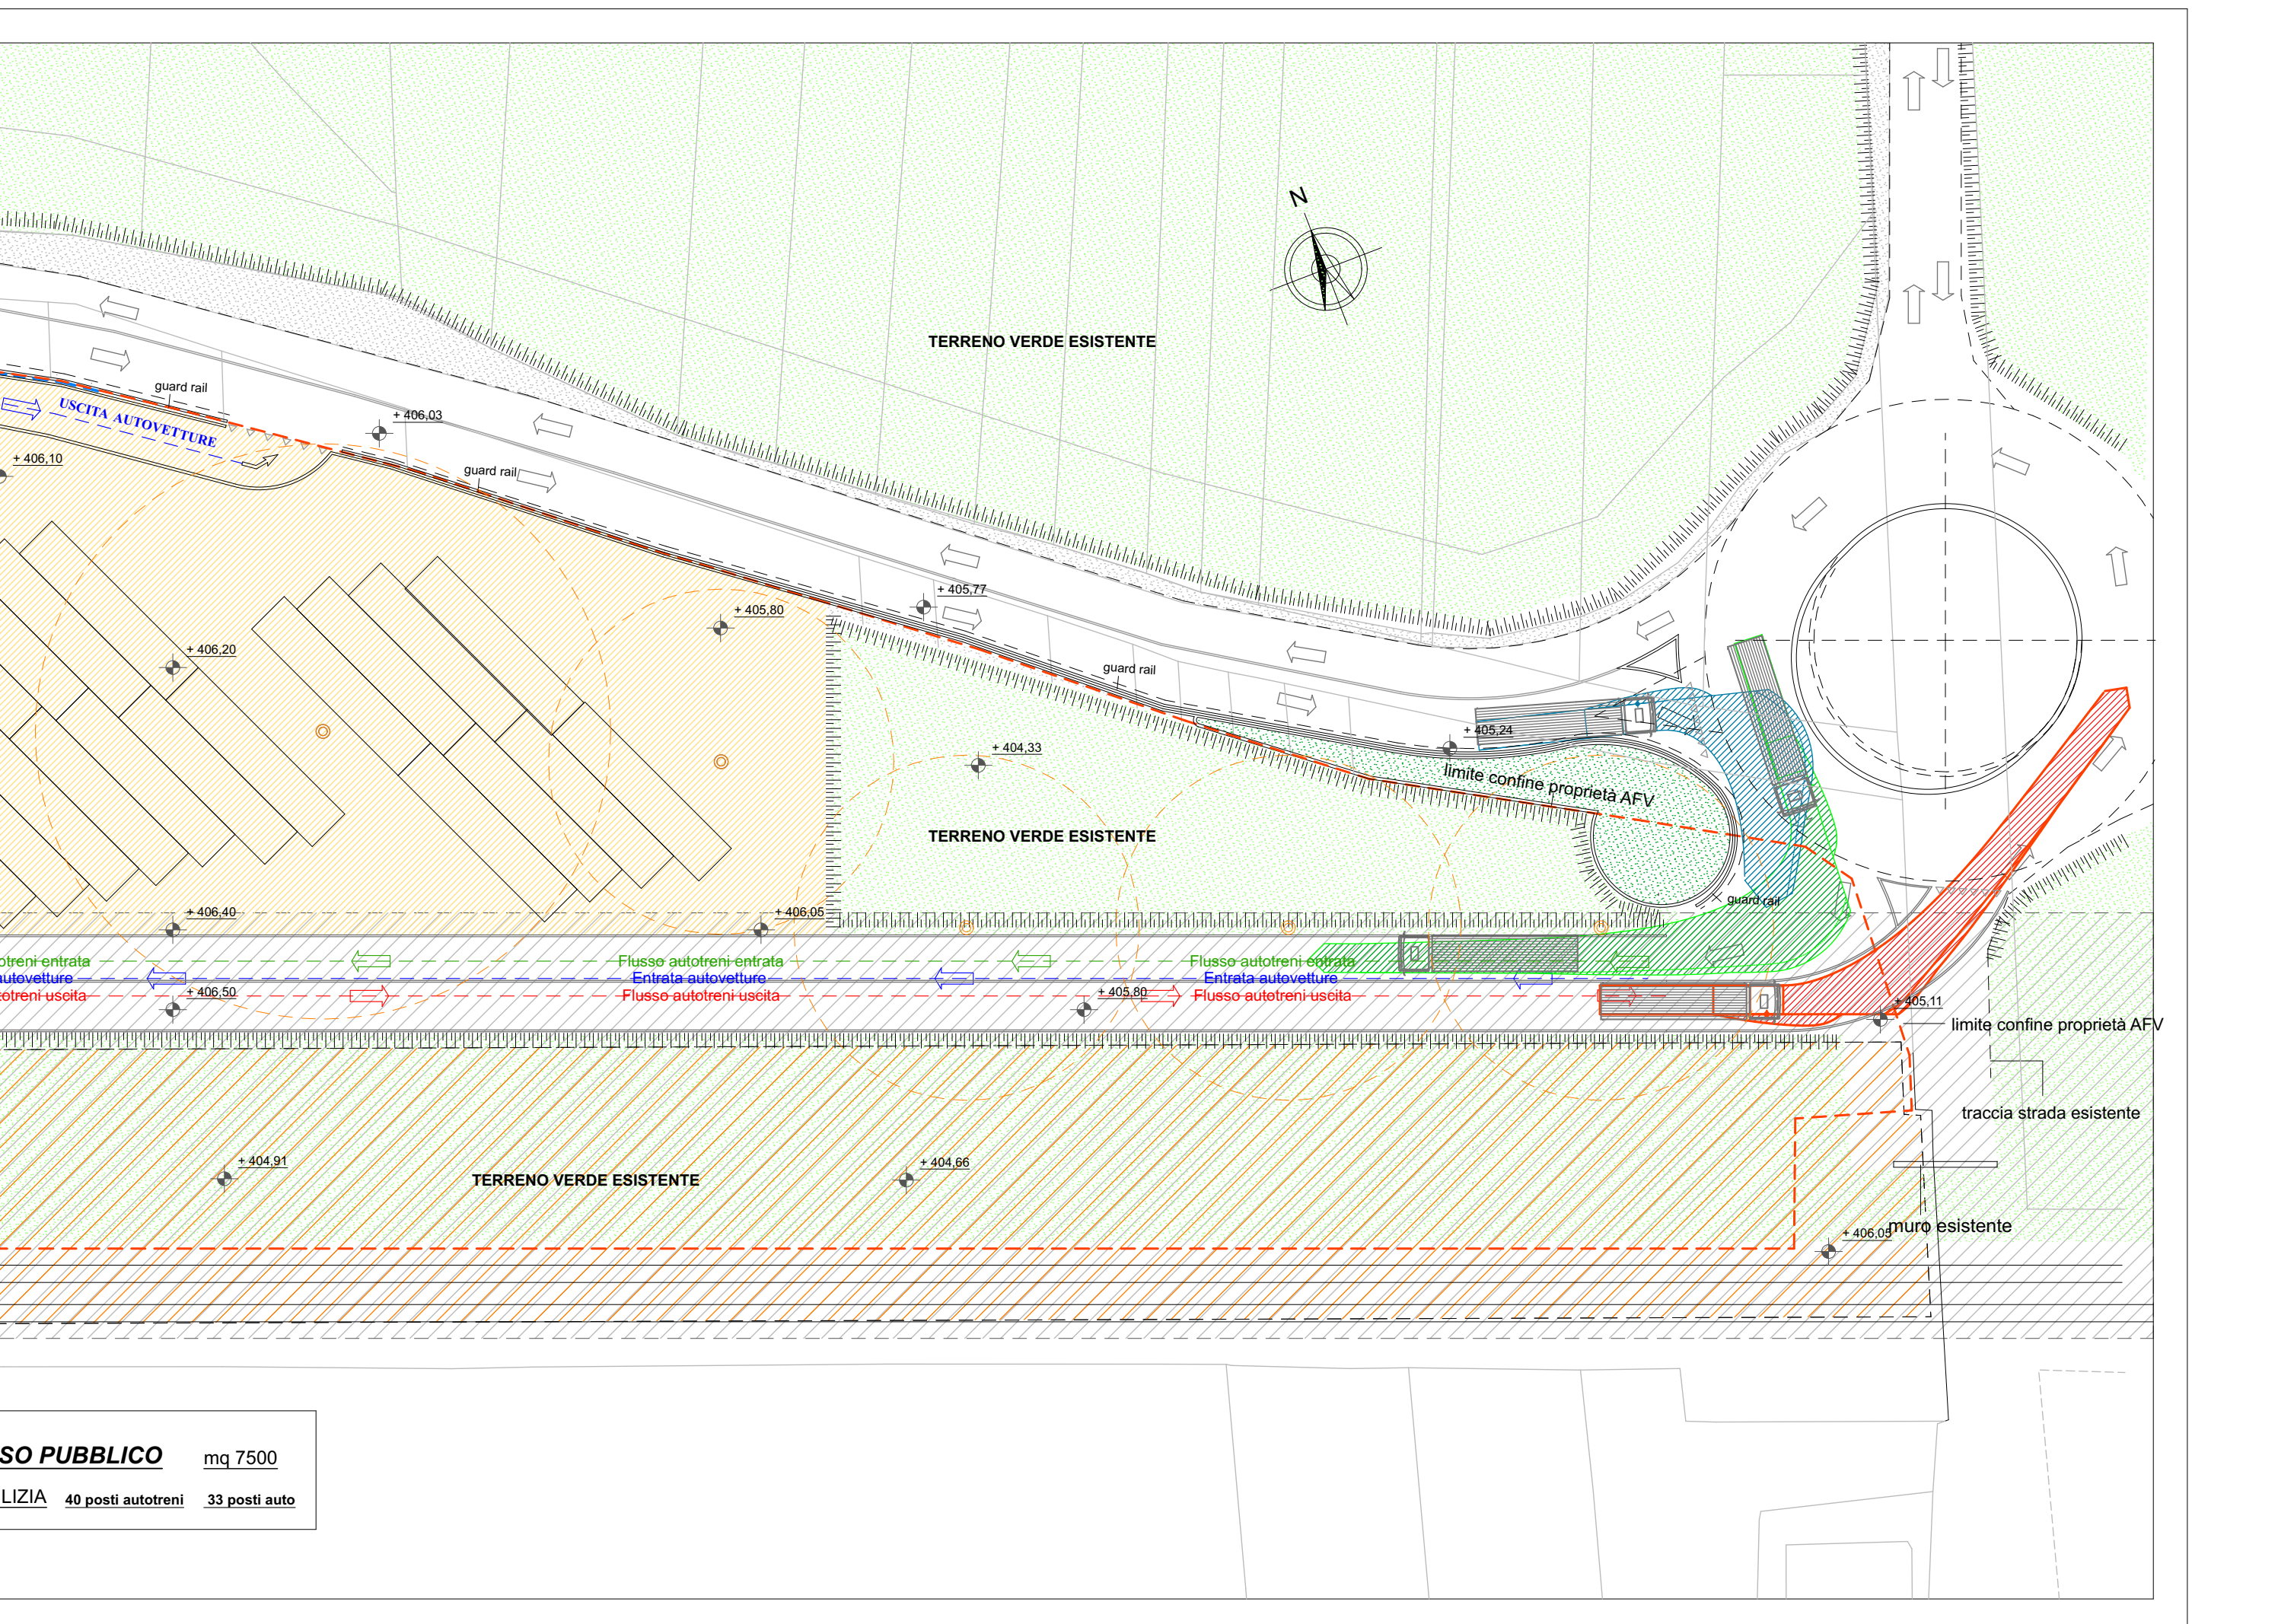 N
TERRENO VERDE ESISTENTE
guard rail
USCITA AUTOVETTURE
+ 406,03
+ 406,10
guard rail
+ 405,77
+ 405,80
+ 406,20
guard rail
+ 405,24
+ 404,33
limite confine proprietà AFV
TERRENO VERDE ESISTENTE
guard rail
+ 406,40
+ 406,05
otreni entrata
Flusso autotreni entrata
Flusso autotreni entrata
autovetture
Entrata autovetture
Entrata autovetture
totreni uscita
Flusso autotreni uscita
Flusso autotreni uscita
+ 406,50
+ 405,80
+ 405,11
limite confine proprietà AFV
traccia strada esistente
+ 404,91
+ 404,66
TERRENO VERDE ESISTENTE
muro esistente
+ 406,05
SO PUBBLICO mq 7500
LIZIA 40 posti autotreni 33 posti auto